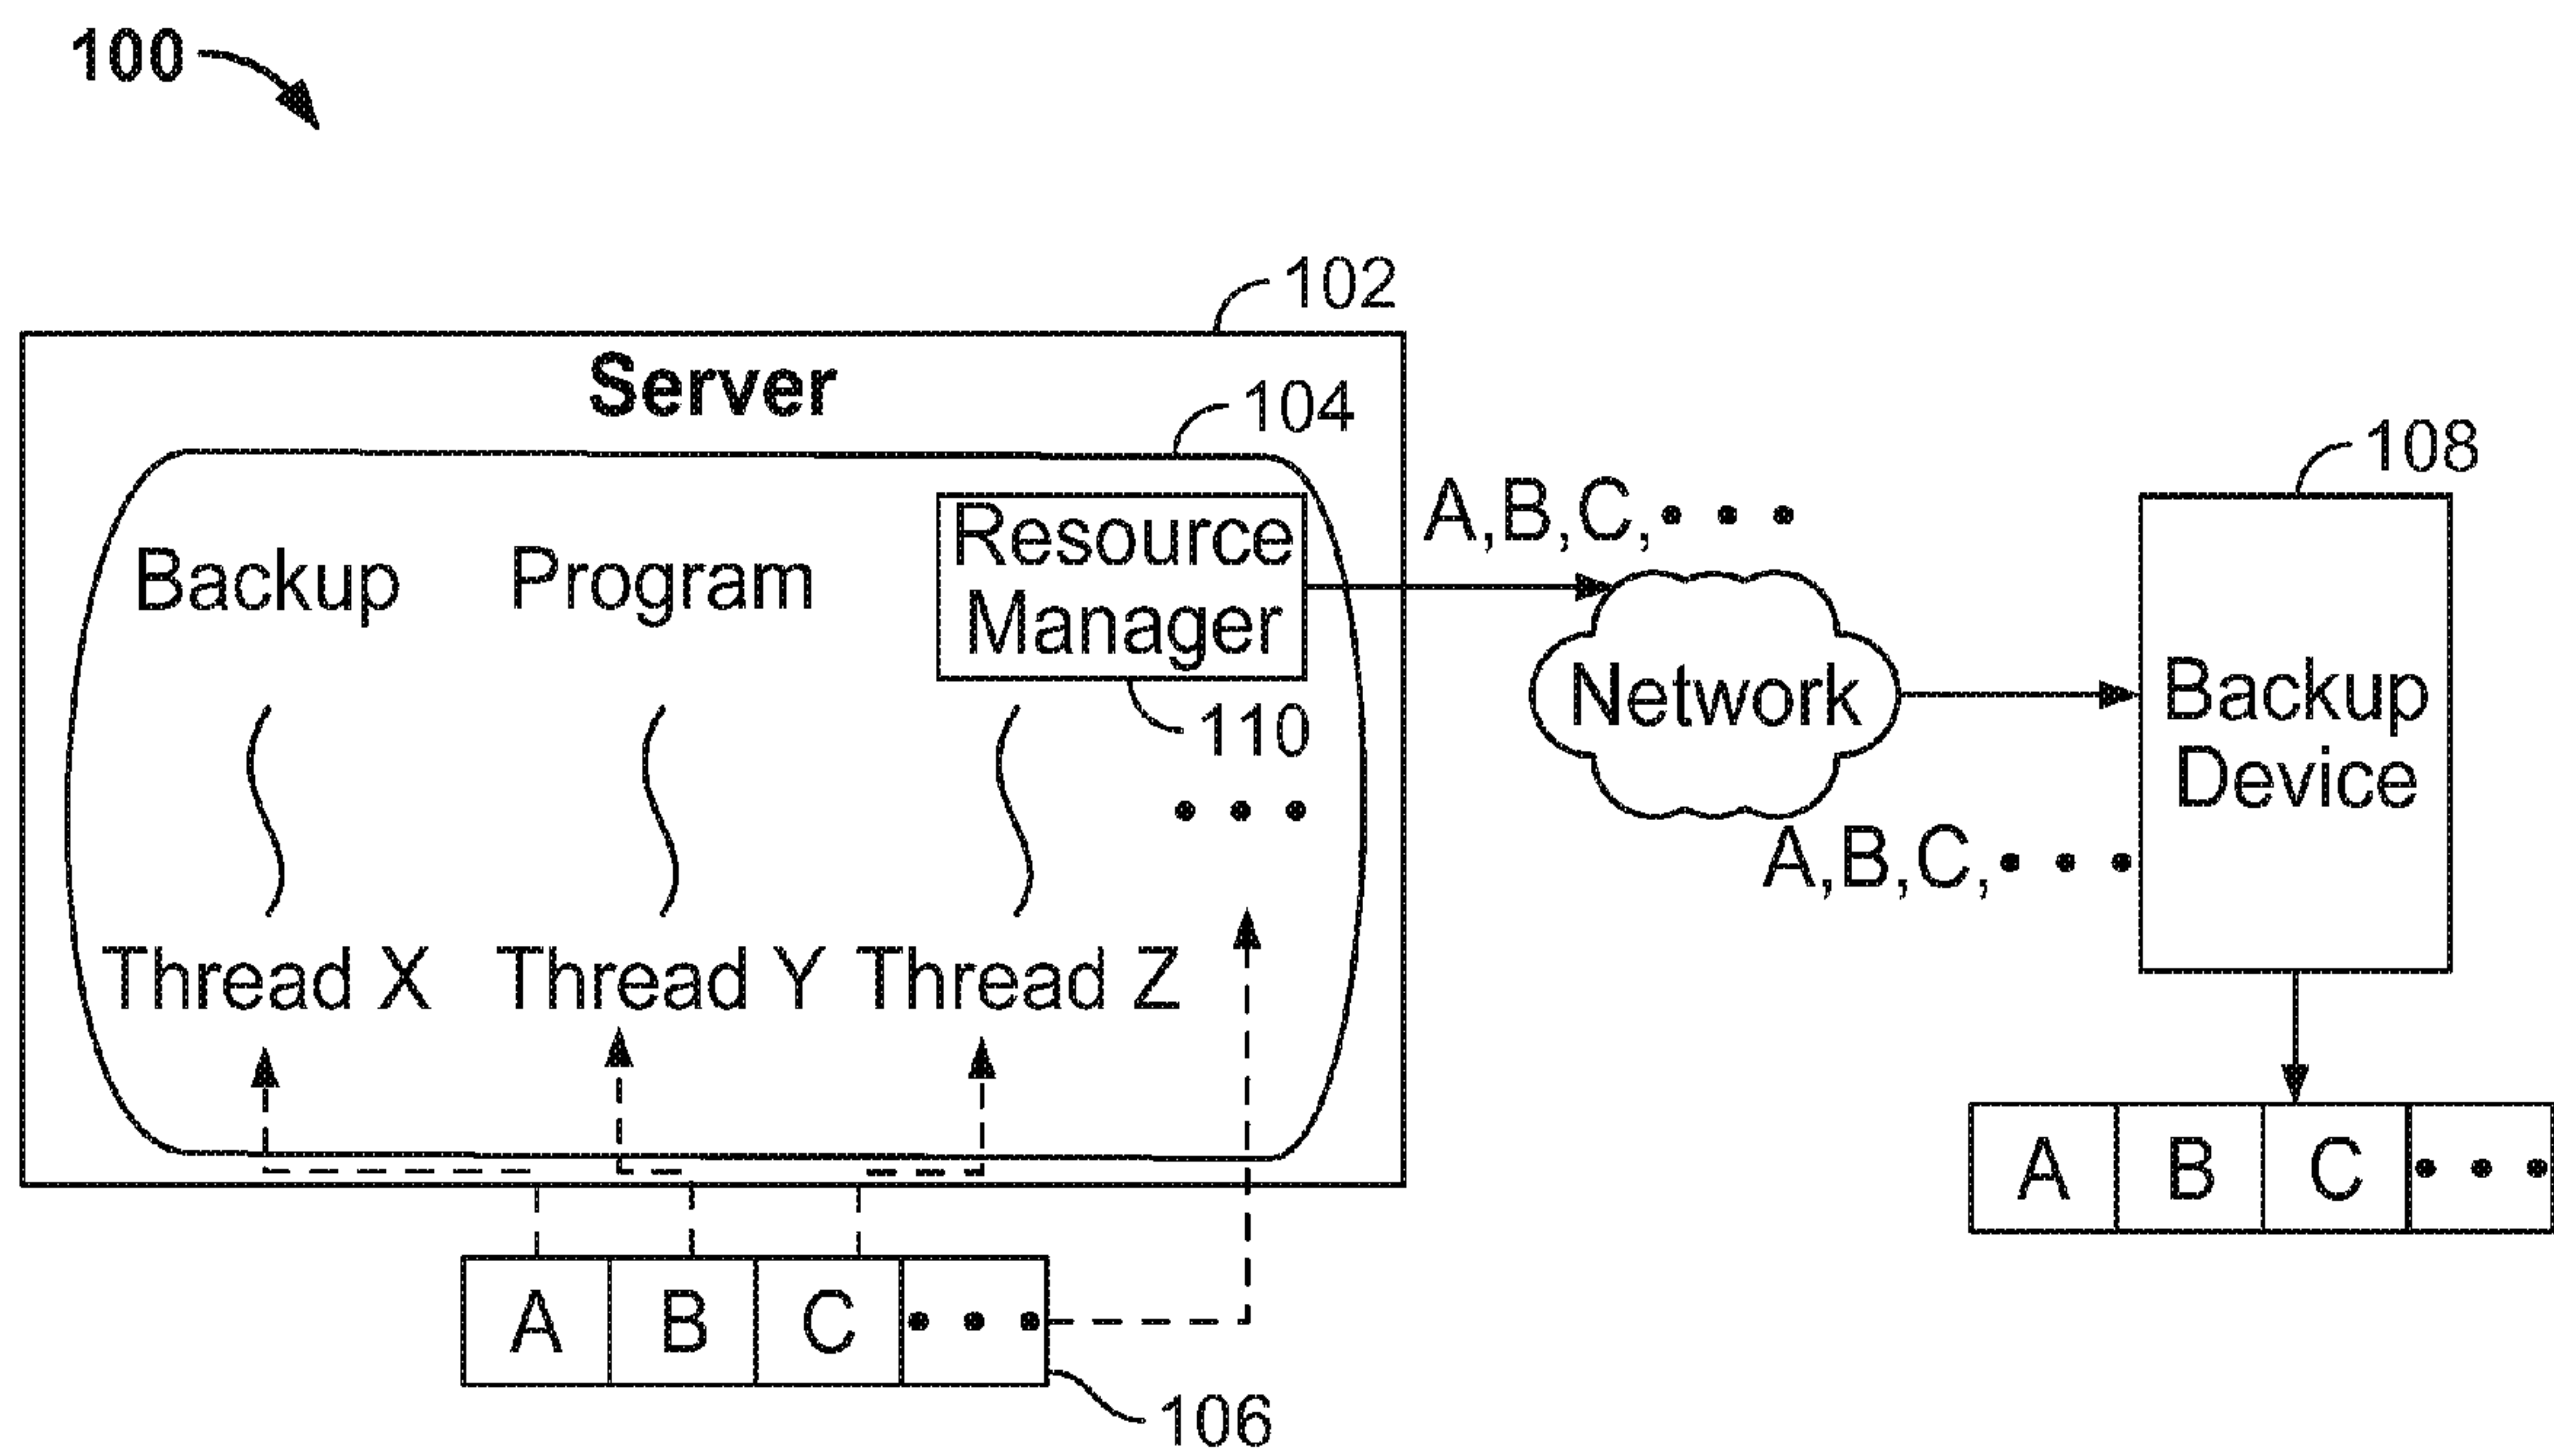 100
102
Server
104
108
A,B,C,• • •
Resource
Manager
Backup Program
Network
Backup
Device
110
• • •
A,B,C,• • •
Thread X Thread Y Thread Z
A B C • • •
A B C • • •
106